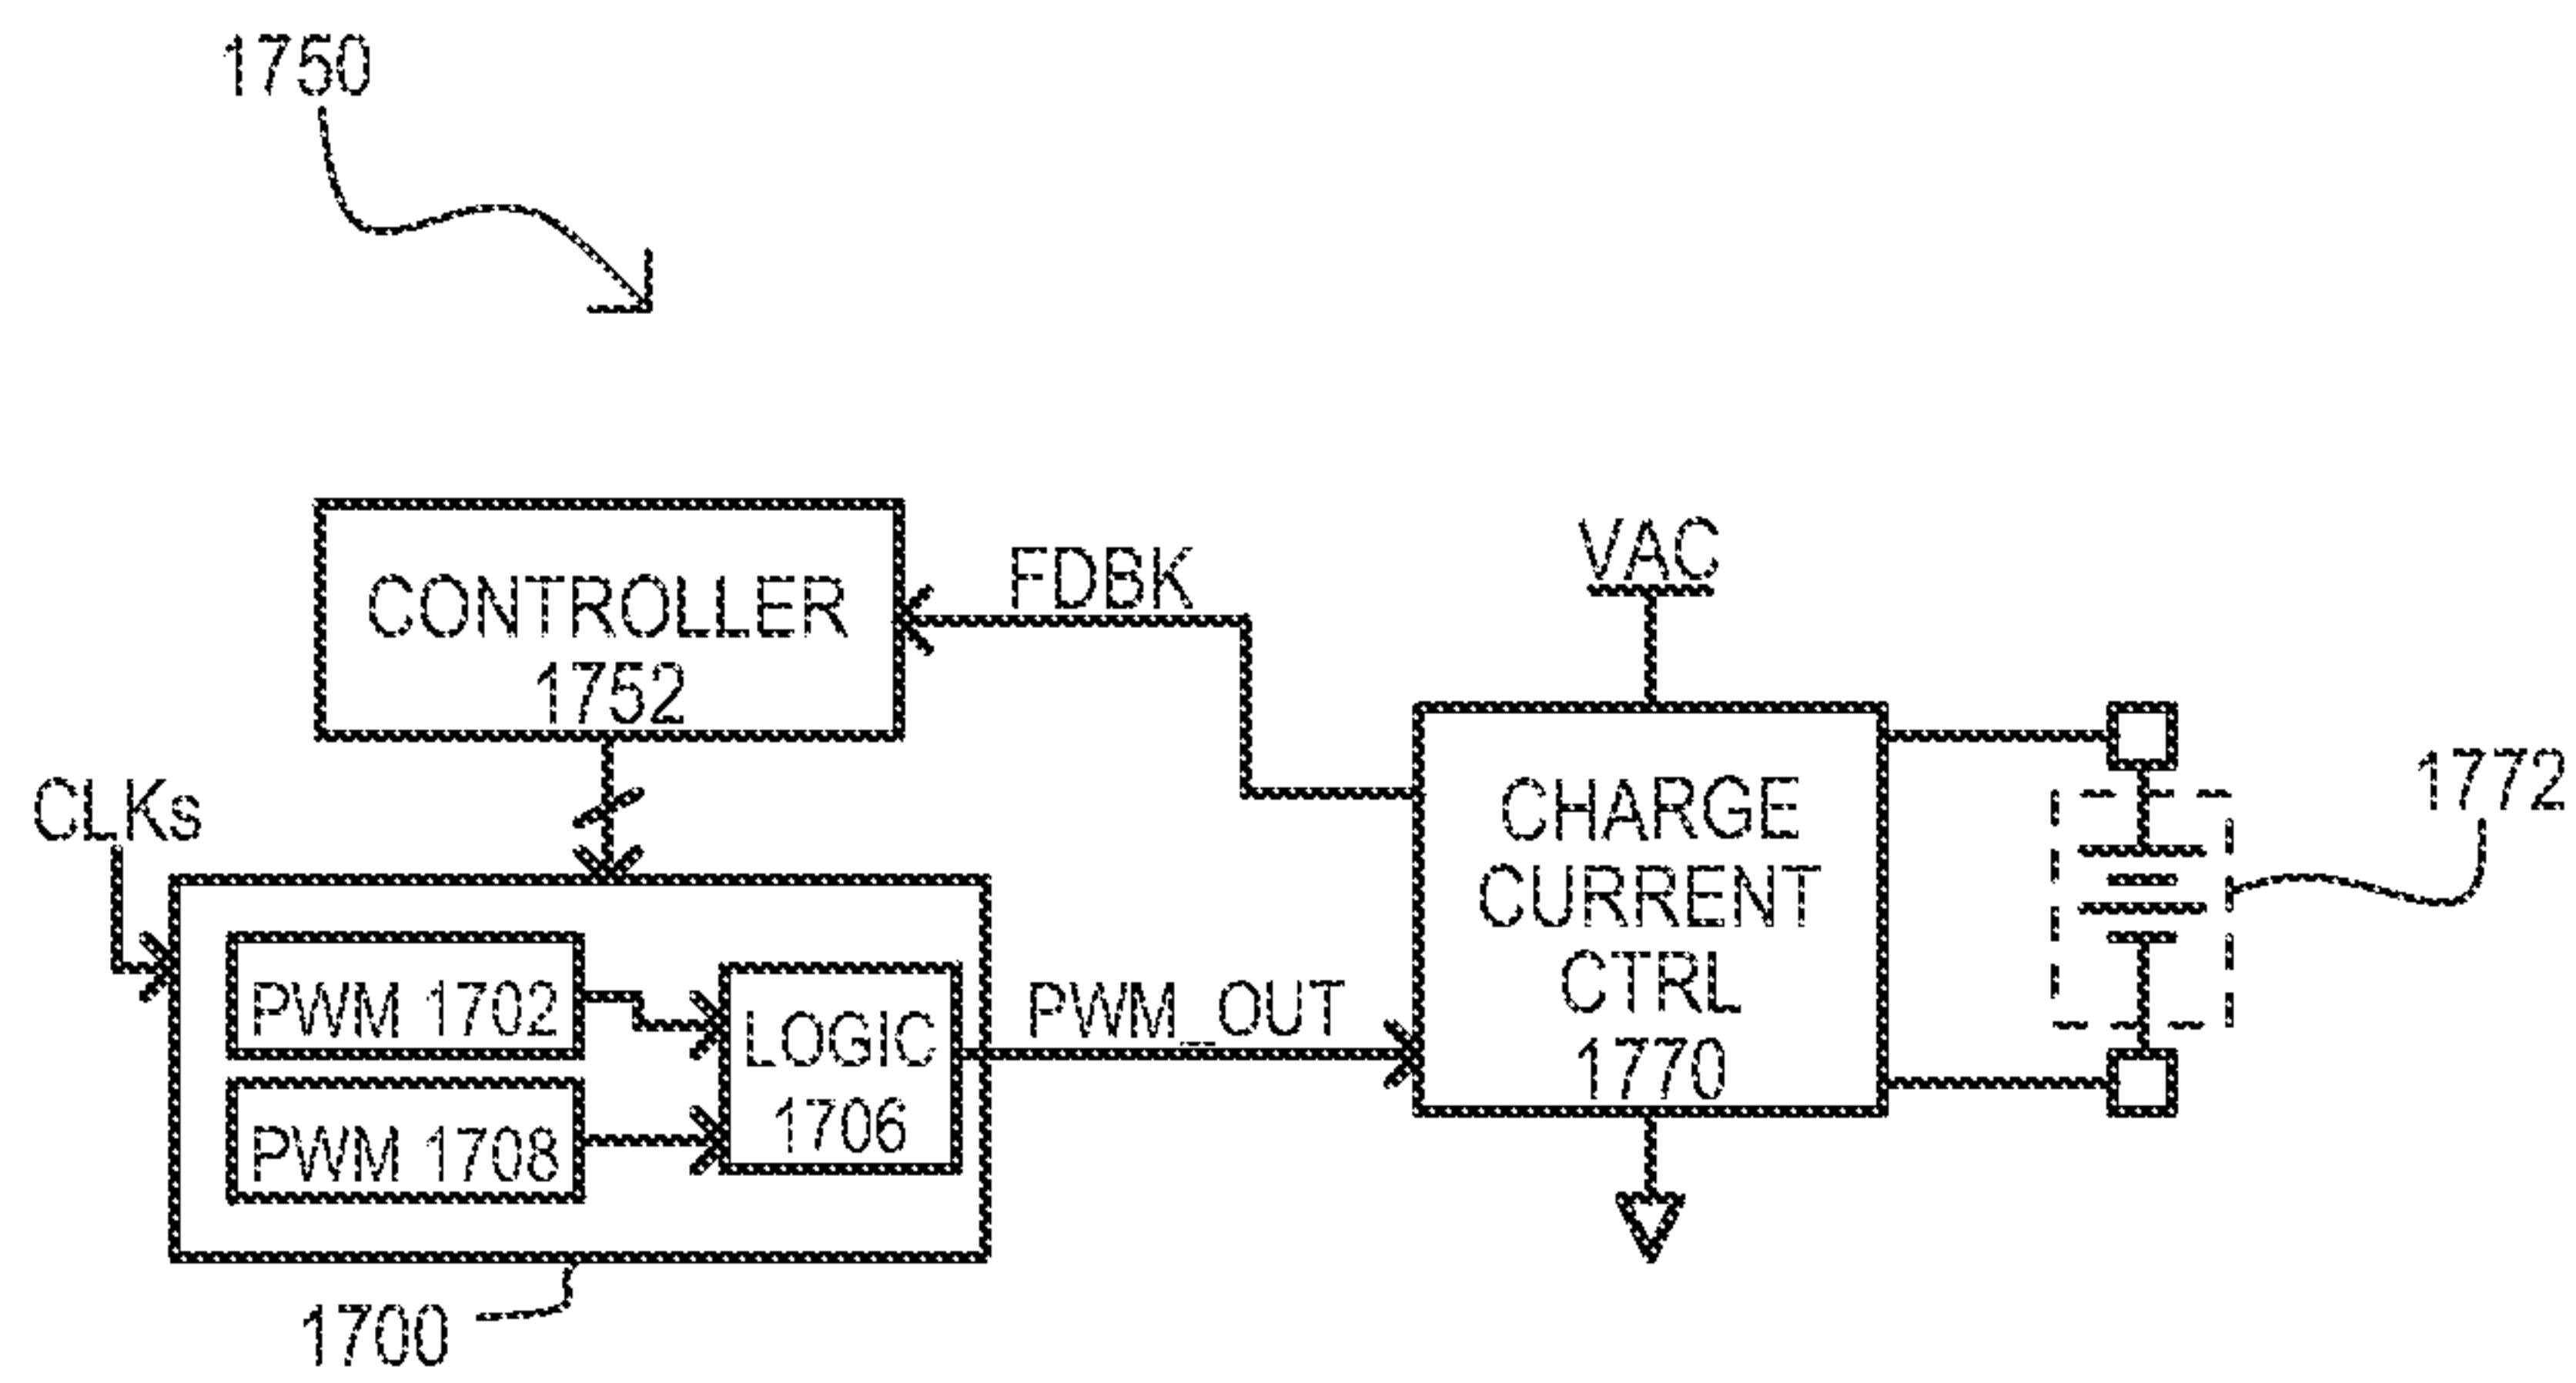 1750
CONTROLLER
1752
FDBK
VAC
CLKs
CHARGE
CURRENT
CTRL
1770
1772
PWM 1702
PWM 1708
LOGIC
1706
PWM_OUT
1700